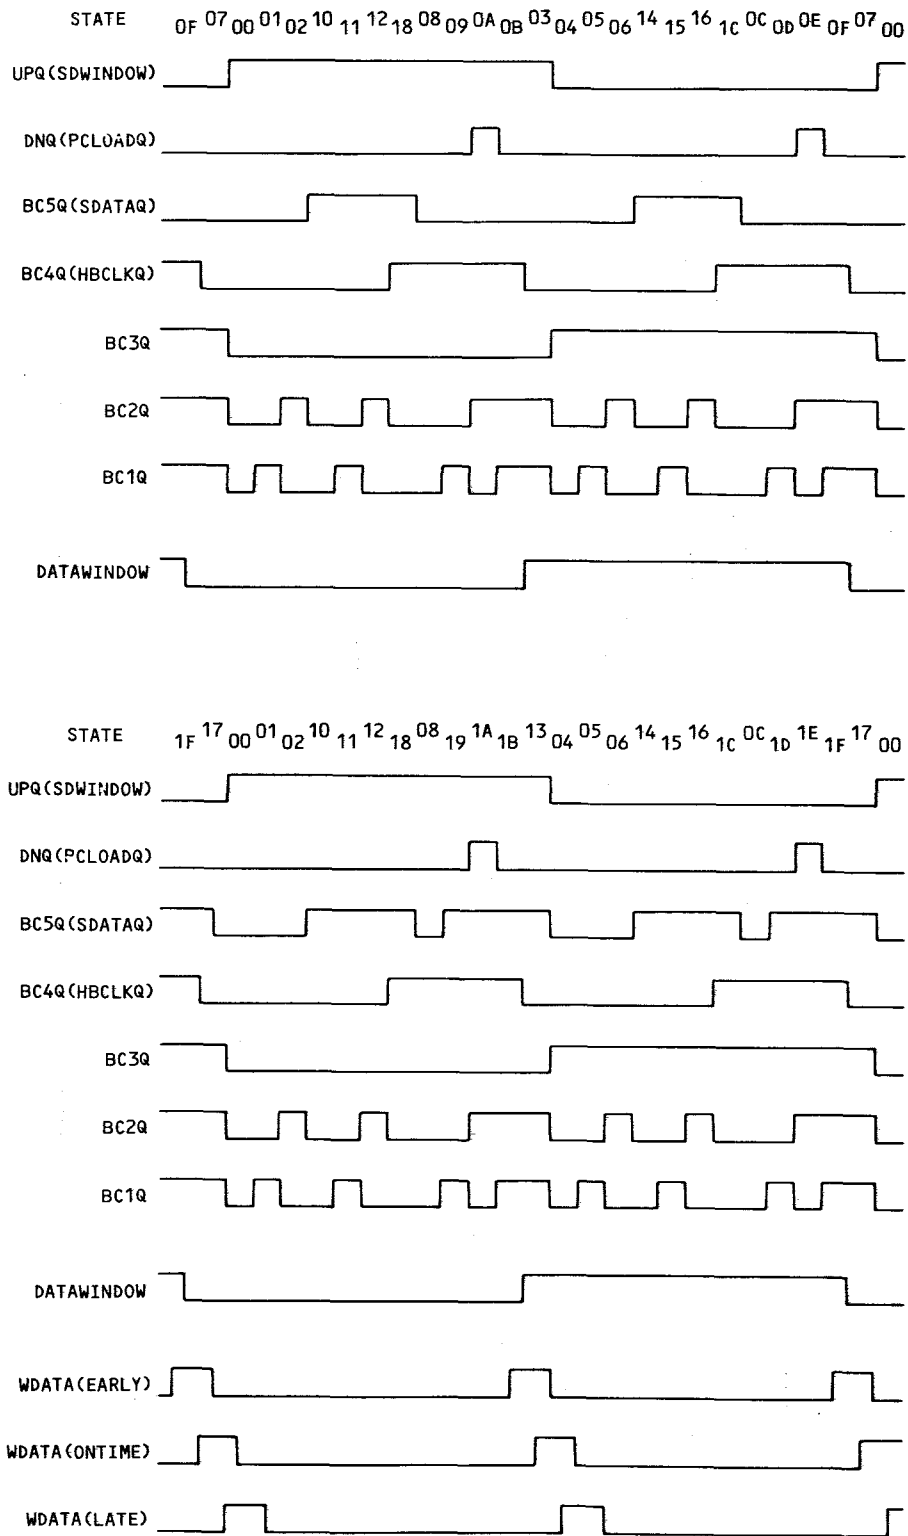 STATE 0F 07 00 01 02 10 11 12 18 08 09 0A 0B 03 04 05 06 14 15 16 1C 0C 0D 0E 0F 07 00
UPQ(SDWINDOW)
DNQ(PCLOADQ)
BC5Q(SDATAQ)
BC4Q(HBCLKQ)
BC3Q
BC2Q
BC1Q
DATAWINDOW
STATE 1F 17 00 01 02 10 11 12 18 08 19 1A 1B 13 04 05 06 14 15 16 1C 0C 1D 1E 1F 17 00
UPQ(SDWINDOW)
DNQ(PCLOADQ)
BC5Q(SDATAQ)
BC4Q(HBCLKQ)
BC3Q
BC2Q
BC1Q
DATAWINDOW
WDATA(EARLY)
WDATA(ONTIME)
WDATA(LATE)